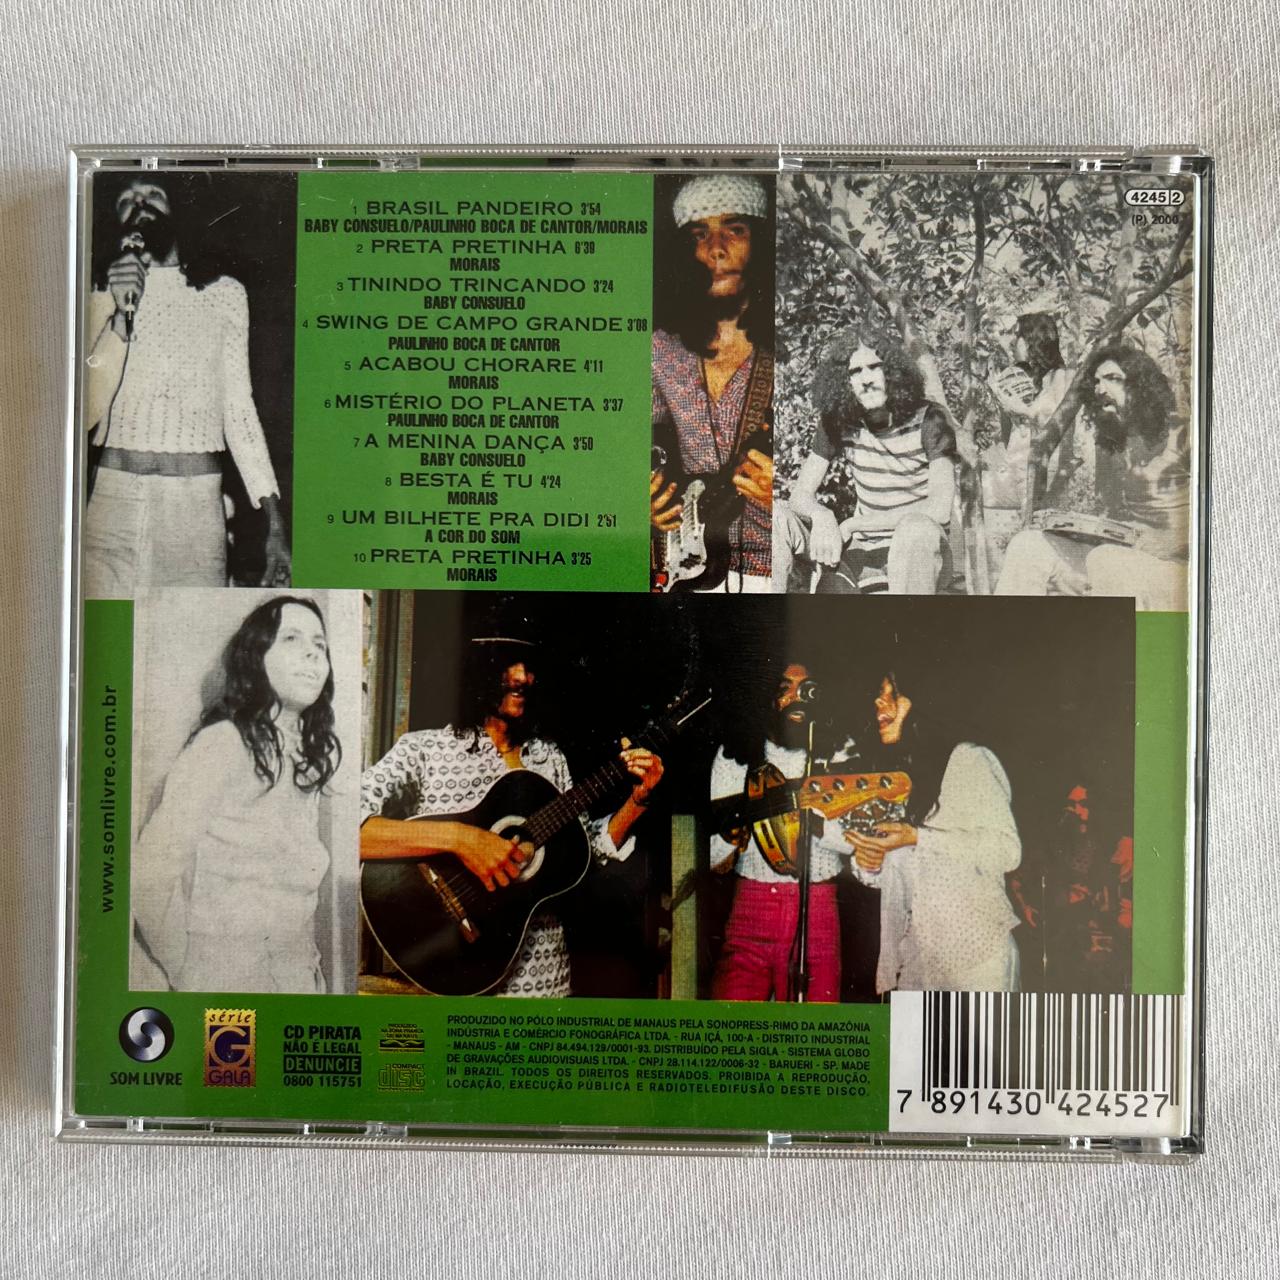 1 BRASIL PANDEIRO 3'54
BABY CONSUELO/PAULINHO BOCA DE CANTOR/MORAIS
2 PRETA PRETINHA 6'39
MORAIS
3 TININDO TRINCANDO 3'24
BABY CONSUELO
4 SWING DE CAMPO GRANDE 3'08
PAULINHO BOCA DE CANTOR
5 ACABOU CHORARE 4'11
MORAIS
6 MISTÉRIO DO PLANETA 3'37
PAULINHO BOCA DE CANTOR
7 A MENINA DANÇA 3'50
BABY CONSUELO
8 BESTA É TU 4'24
MORAIS
9 UM BILHETE PRA DIDI 2'51
A COR DO SOM
10 PRETA PRETINHA 3'25
MORAIS
4245 2
(P) 2000
www.somlivre.com.br
SOM LIVRE
série
G
GALA
CD PIRATA
NÃO É LEGAL
DENUNCIE
0800 115751
PRODUZIDO
NA ZONA FRANCA
DE MANAUS
COMPACT
disc
PRODUZIDO NO PÓLO INDUSTRIAL DE MANAUS PELA SONOPRESS-RIMO DA AMAZÔNIA
INDÚSTRIA E COMÉRCIO FONOGRÁFICA LTDA. - RUA IÇÁ, 100-A - DISTRITO INDUSTRIAL
- MANAUS - AM - CNPJ 84.494.129/0001-93. DISTRIBUÍDO PELA SIGLA - SISTEMA GLOBO
DE GRAVAÇÕES AUDIOVISUAIS LTDA. - CNPJ 28.114.122/0006-32 - BARUERI - SP. MADE
IN BRAZIL. TODOS OS DIREITOS RESERVADOS. PROIBIDA A REPRODUÇÃO,
LOCAÇÃO, EXECUÇÃO PÚBLICA E RADIOTELEDIFUSÃO DESTE DISCO.
7 891430 424527